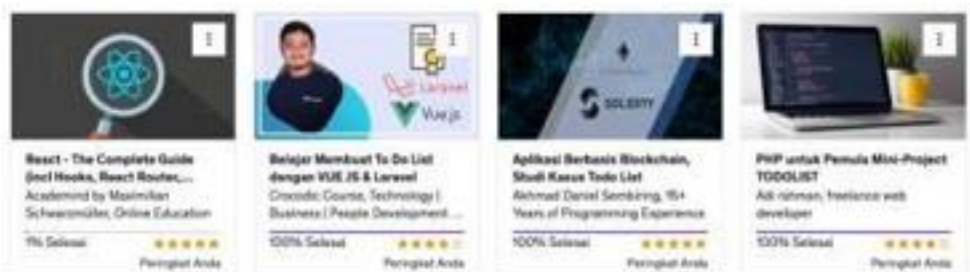 Laravel
Vue.js
SOLIDITY
React - The Complete Guide
(incl Hooks, React Router,...
Academind by Maximilian
Schwarzmüller, Online Education
1% Selesai
Peringkat Anda
Belajar Membuat To Do List
dengan VUE JS & Laravel
Crocodic Course, Technology |
Business | People Development ...
100% Selesai
Peringkat Anda
Aplikasi Berbasis Blockchain,
Studi Kasus Todo List
Akhmad Daniel Sembiring, 15+
Years of Programming Experience
100% Selesai
PHP untuk Pemula Mini-Project
TODOLIST
Adi rahman, freelance web
developer
100% Selesai
Peringkat Anda